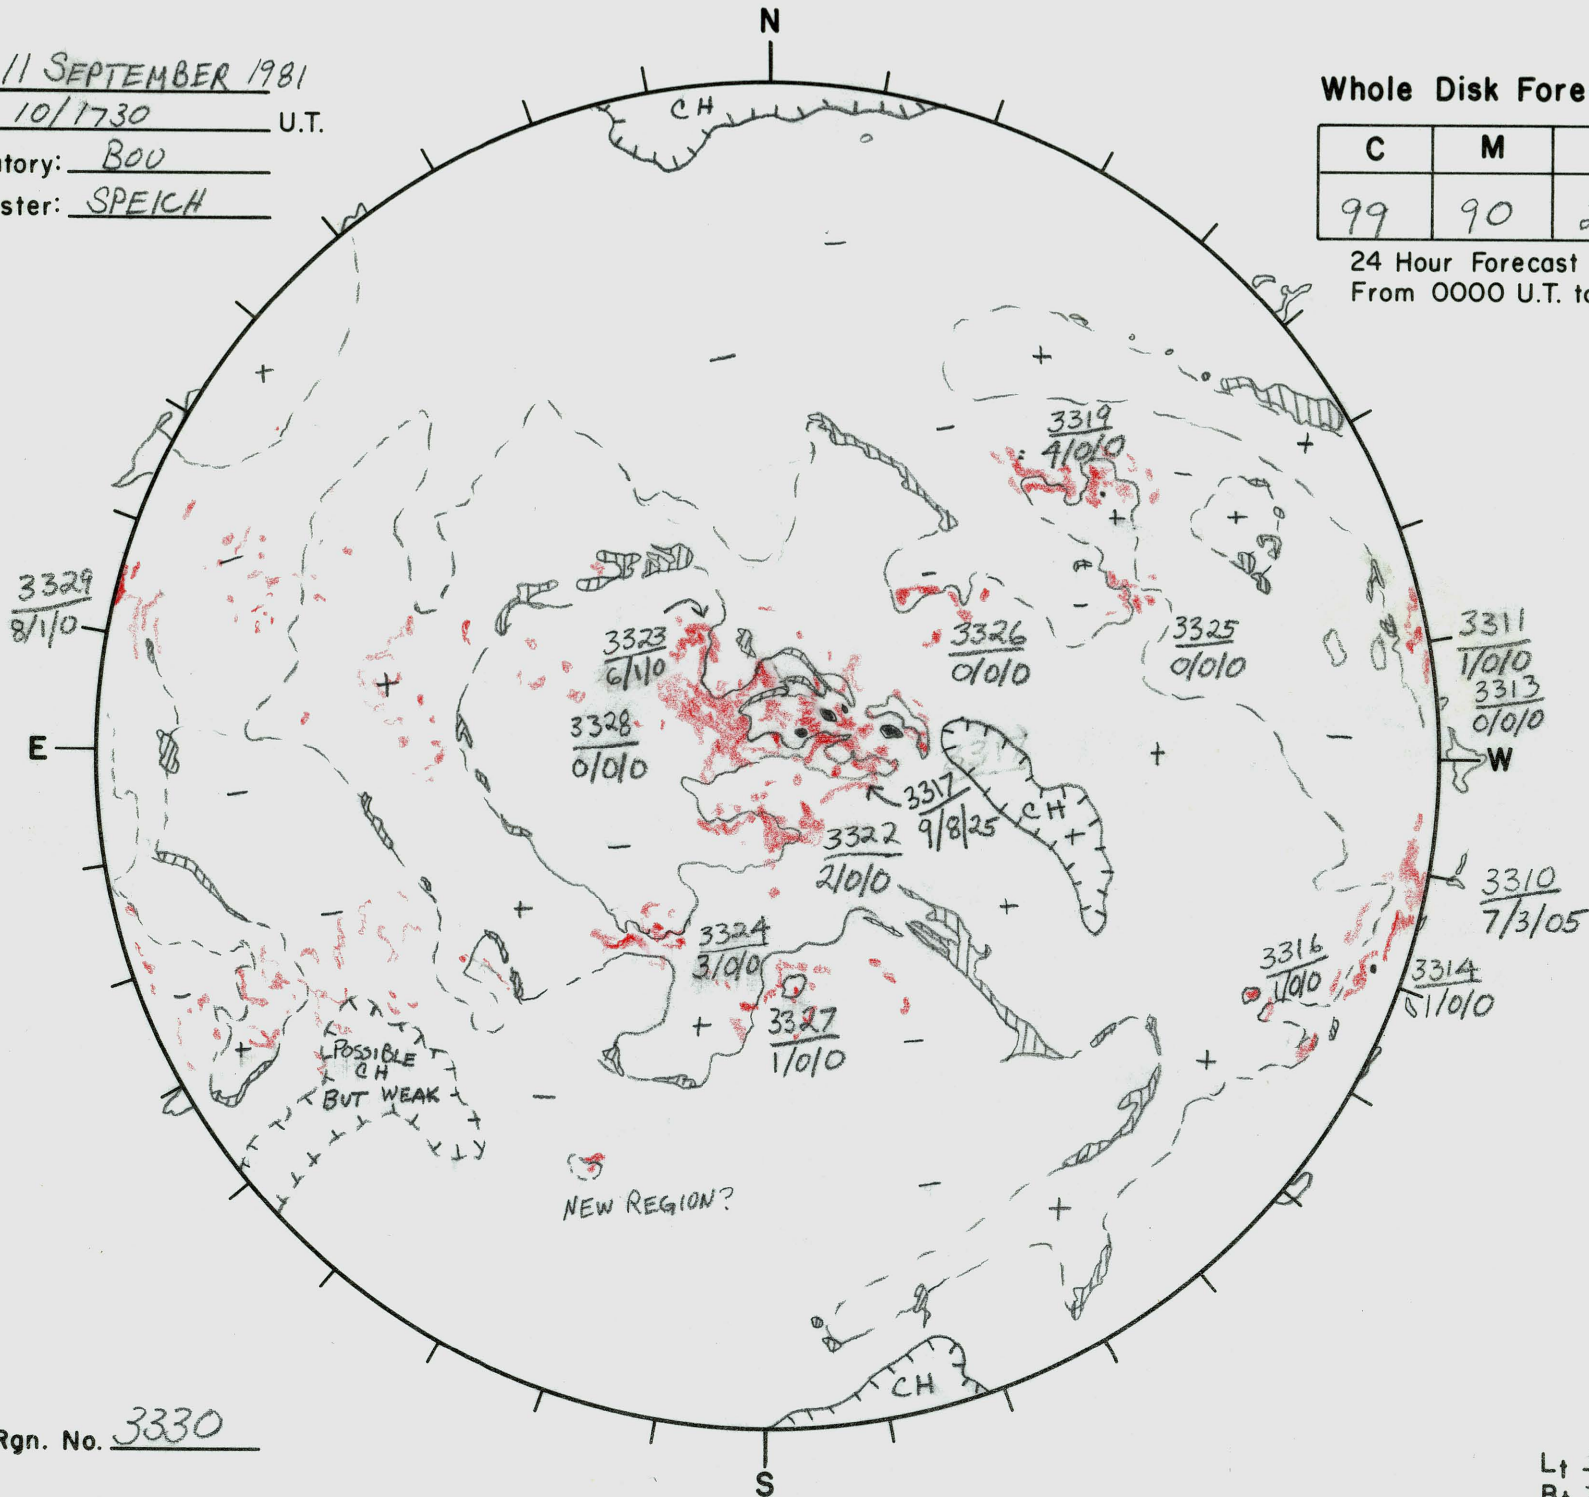 N
11 SEPTEMBER 1981
10/1730 U.T.
tory: BOU
ster: SPEICH
Whole Disk Fore
C M
99 90
24 Hour Forecast
From 0000 U.T. to
CH
+
−
−
+
+
−
3319
4/0/0
+
−
+
+
−
−
−
3329
8/1/0
3323
6/1/0
3326
0/0/0
3325
0/0/0
3311
1/0/0
3313
0/0/0
+
3328
0/0/0
E
W
+
−
−
3317
9/8/25
CH
+
−
3322
2/0/0
3310
7/3/05
−
+
+
3324
3/0/0
3316
1/0/0
3314
1/0/0
−
+
3327
1/0/0
−
+
+
POSSIBLE
CH
BUT WEAK
−
NEW REGION?
−
+
CH
Rgn. No. 3330
S
Lt